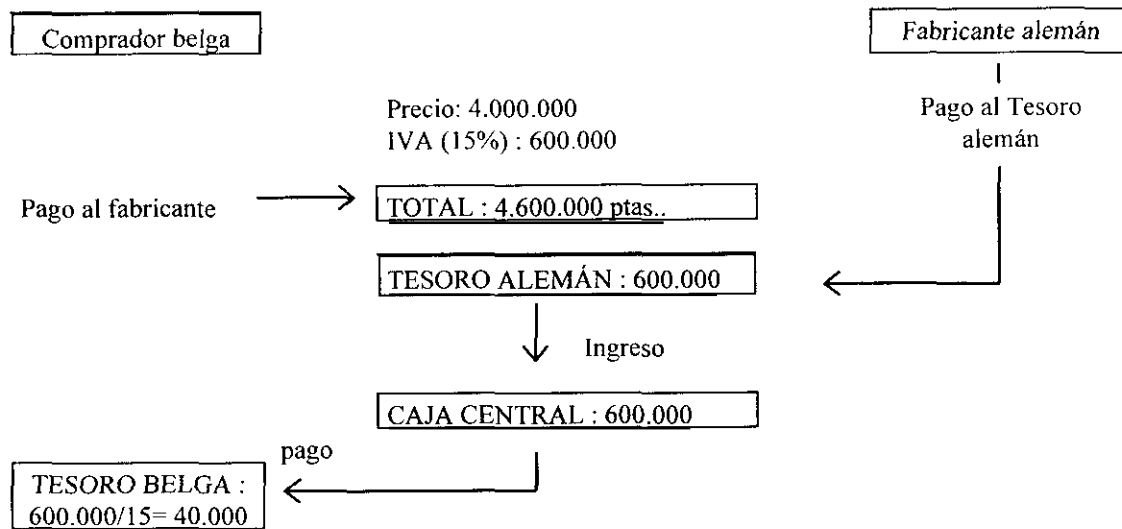 Comprador belga
Fabricante alemán
Precio: 4.000.000
IVA (15%) : 600.000
Pago al Tesoro
alemán
Pago al fabricante
TOTAL : 4.600.000 ptas..
TESORO ALEMÁN : 600.000
Ingreso
CAJA CENTRAL : 600.000
pago
TESORO BELGA :
600.000/15= 40.000